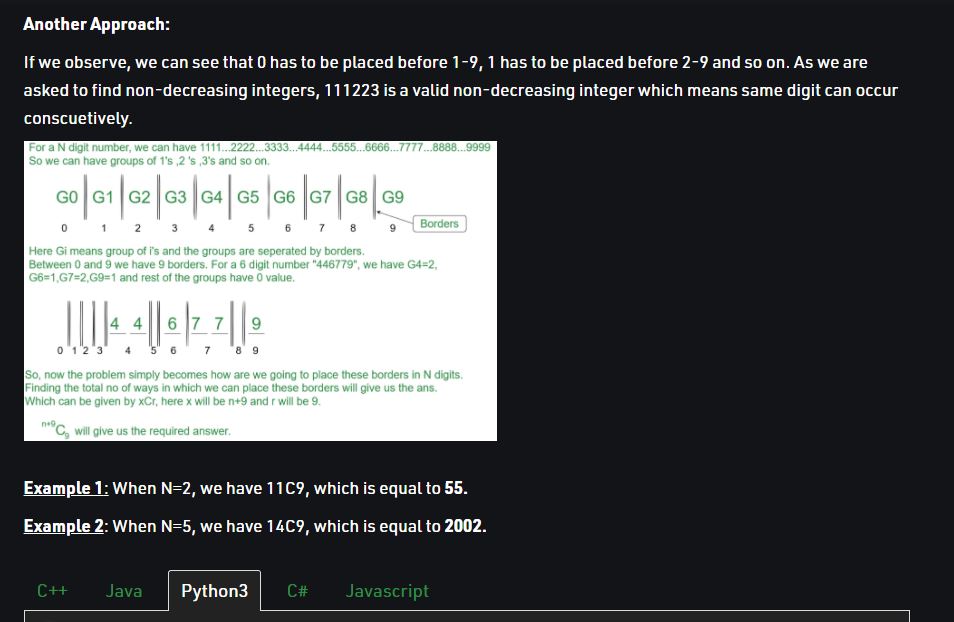 Another Approach:
If we observe, we can see that 0 has to be placed before 1-9, 1 has to be placed before 2-9 and so on. As we are
asked to find non-decreasing integers, 111223 is a valid non-decreasing integer which means same digit can occur
conscuetively.
For a N digit number, we can have 1111...2222...3333...4444...5555...6666...7777...8888...9999
So we can have groups of 1's ,2 's ,3's and so on.
G0 G1 G2 G3 G4 G5 G6 G7 G8 G9
0 1 2 3 4 5 6 7 8 9 Borders
Here Gi means group of i's and the groups are seperated by borders.
Between 0 and 9 we have 9 borders. For a 6 digit number "446779", we have G4=2,
G6=1,G7=2,G9=1 and rest of the groups have 0 value.
4 4 6 7 7 9
0 1 2 3 4 5 6 7 8 9
So, now the problem simply becomes how are we going to place these borders in N digits.
Finding the total no of ways in which we can place these borders will give us the ans.
Which can be given by xCr, here x will be n+9 and r will be 9.
n+9C9 will give us the required answer.
Example 1: When N=2, we have 11C9, which is equal to 55.
Example 2: When N=5, we have 14C9, which is equal to 2002.
C++ Java Python3 C# Javascript